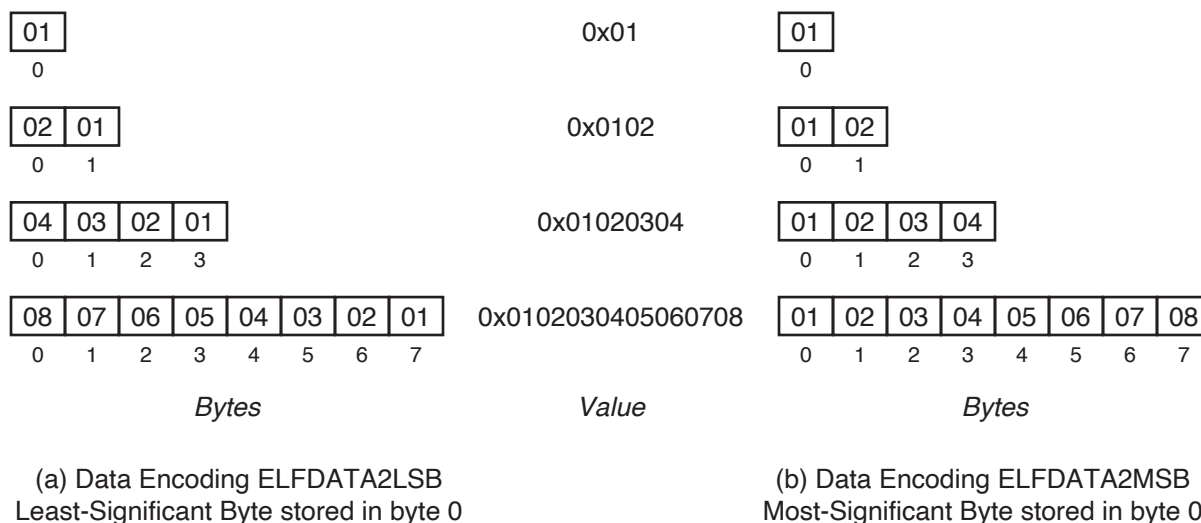 01 0x01 01
0 0
02 01 0x0102 01 02
0 1 0 1
04 03 02 01 0x01020304 01 02 03 04
0 1 2 3 0 1 2 3
08 07 06 05 04 03 02 01 0x0102030405060708 01 02 03 04 05 06 07 08
0 1 2 3 4 5 6 7 0 1 2 3 4 5 6 7
Bytes Value Bytes
(a) Data Encoding ELFDATA2LSB (b) Data Encoding ELFDATA2MSB
Least-Significant Byte stored in byte 0 Most-Significant Byte stored in byte 0